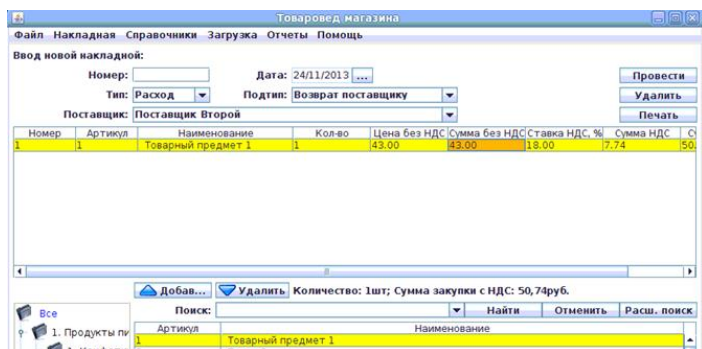 Товаровед магазина
Файл Накладная Справочники Загрузка Отчеты Помощь
Ввод новой накладной:
Номер: Дата: 24/11/2013 ... Провести
Тип: Расход Подтип: Возврат поставщику Удалить
Поставщик: Поставщик Второй Печать
Номер Артикул Наименование Кол-во Цена без НДС Сумма без НДС Ставка НДС, % Сумма НДС С
1 1 Товарный предмет 1 1 43.00 43.00 18.00 7.74 50.
Добав... Удалить Количество: 1шт; Сумма закупки с НДС: 50,74руб.
Все Поиск: Найти Отменить Расш. поиск
1. Продукты пи Артикул Наименование
1 Товарный предмет 1